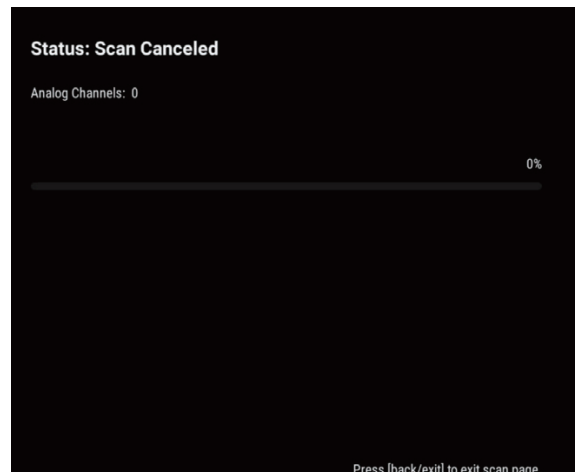 Status: Scan Canceled
Analog Channels: 0
0%
Press [back/exit] to exit scan page